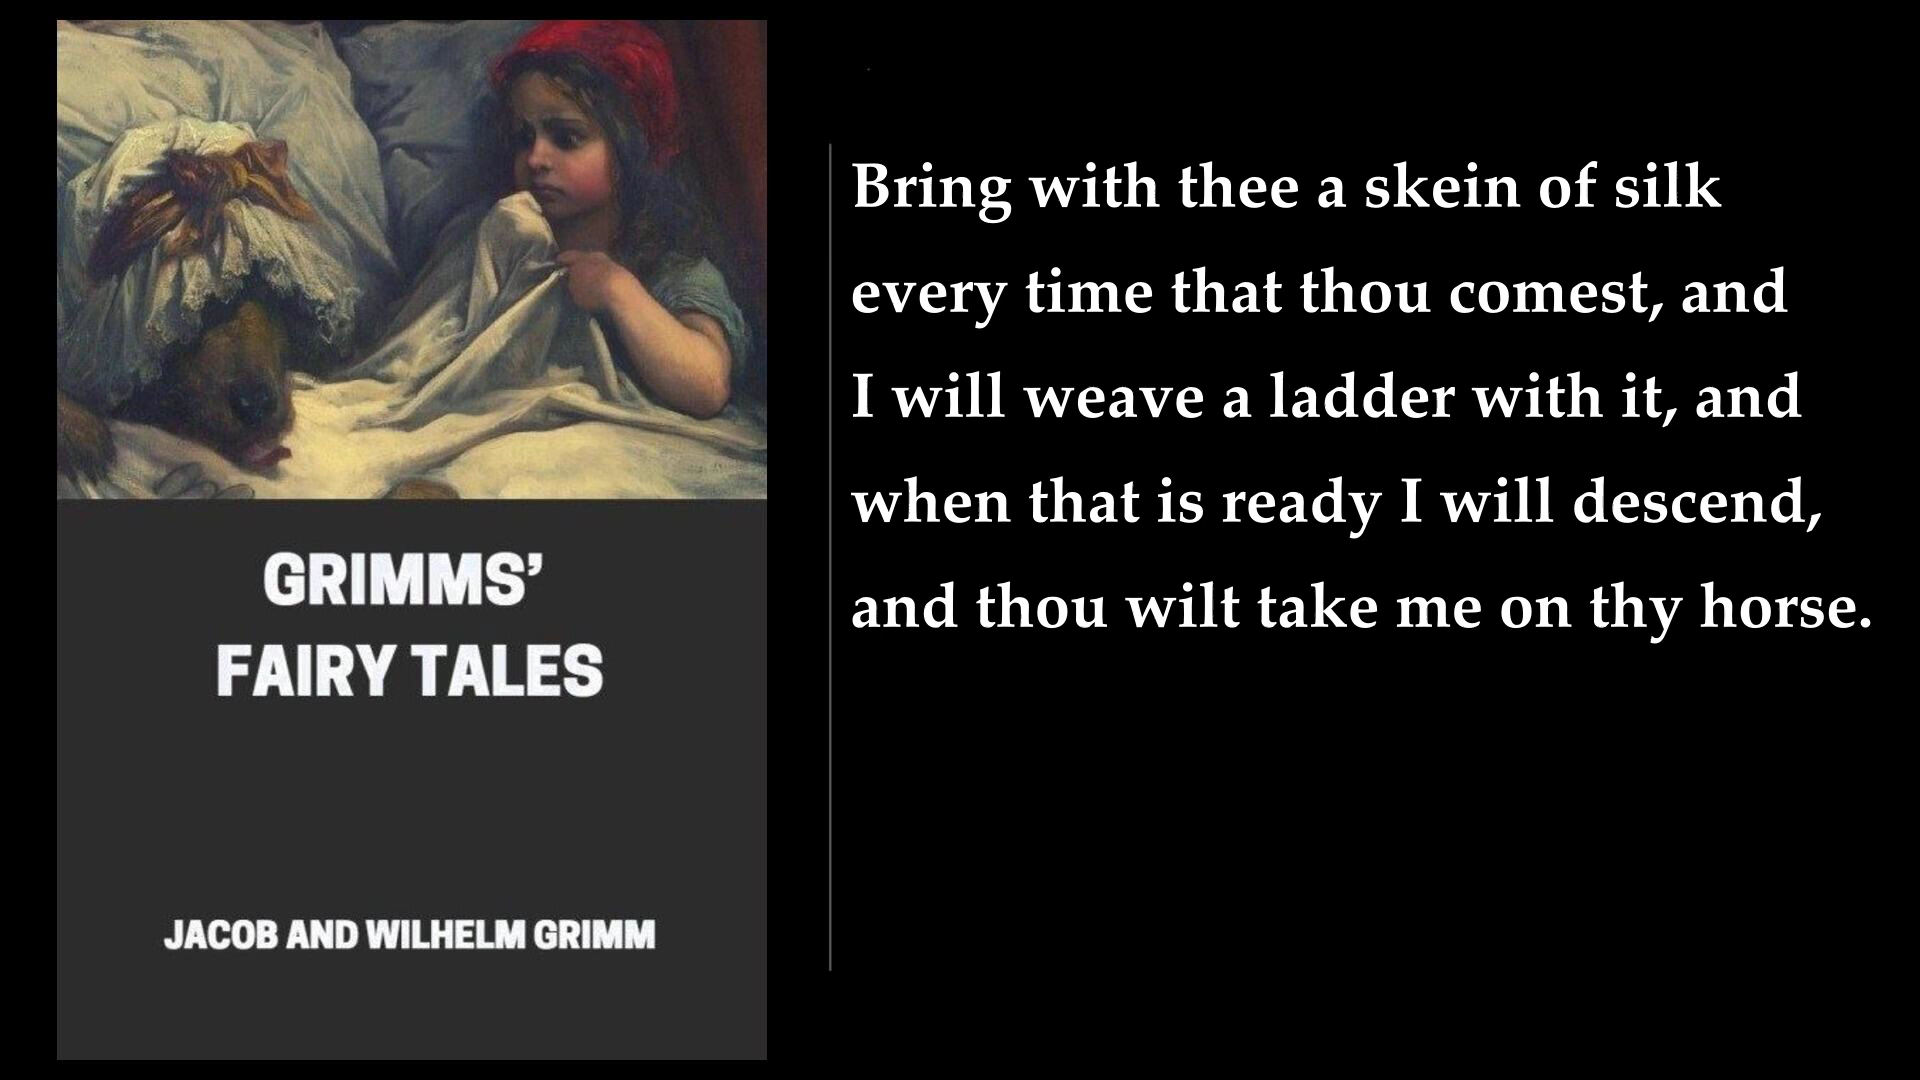 GRIMMS’
FAIRY TALES
JACOB AND WILHELM GRIMM
Bring with thee a skein of silk
every time that thou comest, and
I will weave a ladder with it, and
when that is ready I will descend,
and thou wilt take me on thy horse.